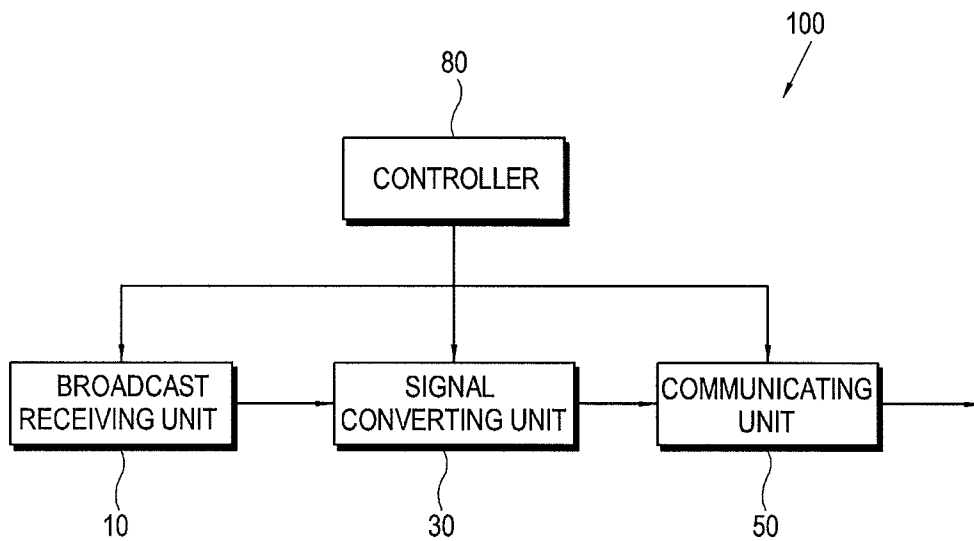 100
80
CONTROLLER
BROADCAST
RECEIVING UNIT
SIGNAL
CONVERTING UNIT
COMMUNICATING
UNIT
10
30
50